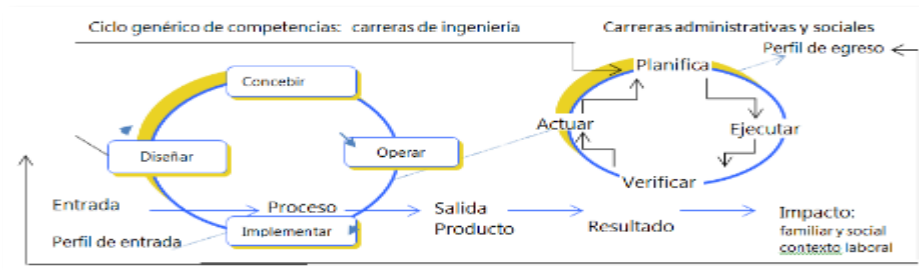 Ciclo genérico de competencias: carreras de ingeniería
Carreras administrativas y sociales
Perfil de egreso
Concebir
Planifica
Actuar
Ejecutar
Diseñar
Operar
Verificar
Entrada
Proceso
Salida
Producto
Resultado
Impacto:
familiar y social
contexto laboral
Implementar
Perfil de entrada